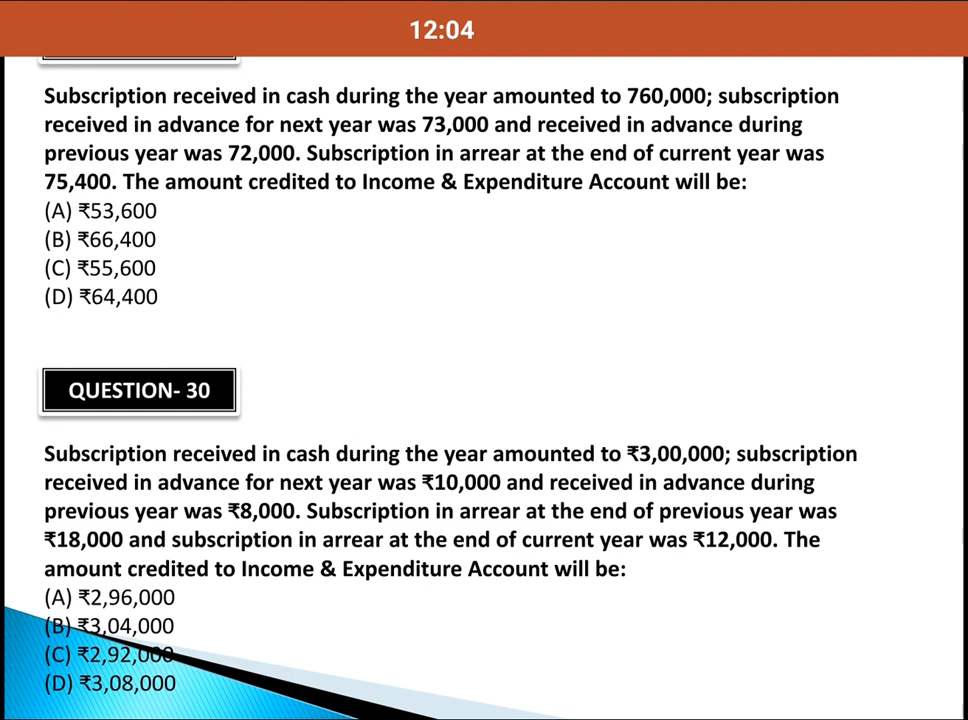 12:04
Subscription received in cash during the year amounted to 760,000; subscription
received in advance for next year was 73,000 and received in advance during
previous year was 72,000. Subscription in arrear at the end of current year was
75,400. The amount credited to Income & Expenditure Account will be:
(A) ₹53,600
(B) ₹66,400
(C) ₹55,600
(D) ₹64,400
QUESTION- 30
Subscription received in cash during the year amounted to ₹3,00,000; subscription
received in advance for next year was ₹10,000 and received in advance during
previous year was ₹8,000. Subscription in arrear at the end of previous year was
₹18,000 and subscription in arrear at the end of current year was ₹12,000. The
amount credited to Income & Expenditure Account will be:
(A) ₹2,96,000
(B) ₹3,04,000
(C) ₹2,92,000
(D) ₹3,08,000